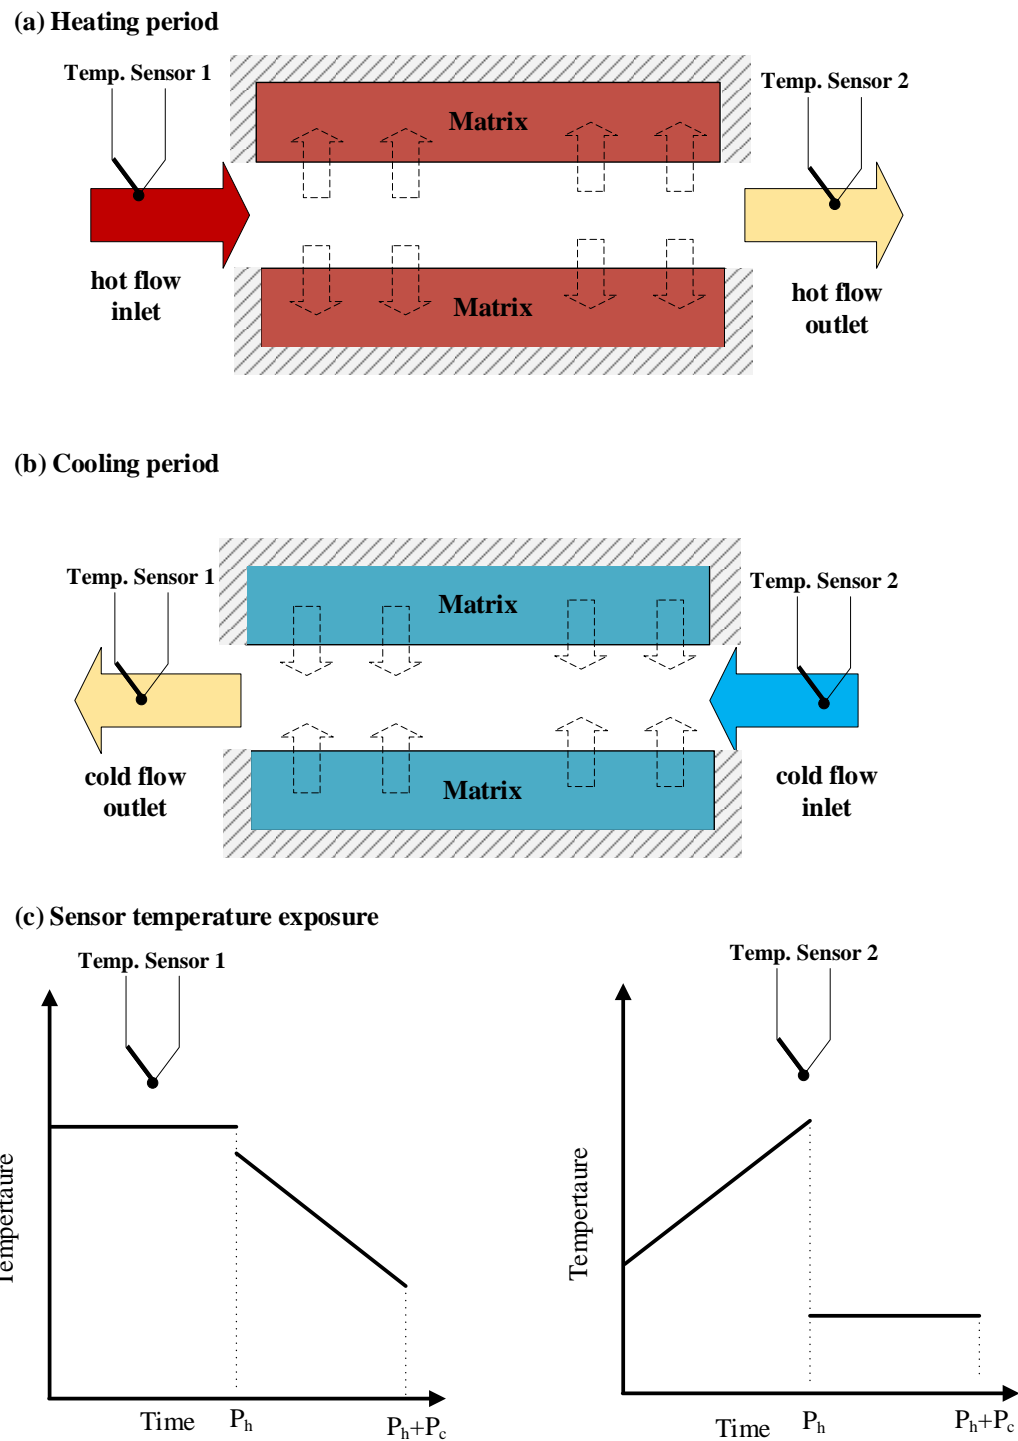 (a) Heating period
Temp. Sensor 1
Temp. Sensor 2
Matrix
hot flow
inlet
Matrix
hot flow
outlet
(b) Cooling period
Temp. Sensor 1
Temp. Sensor 2
Matrix
cold flow
outlet
Matrix
cold flow
inlet
(c) Sensor temperature exposure
Temp. Sensor 1
Temp. Sensor 2
Tempertaure
Tempertaure
Time
Ph
Ph+Pc
Time
Ph
Ph+Pc